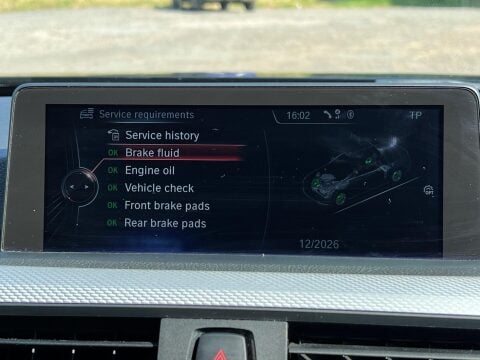 Service requirements
16:02
TP
Service history
OK Brake fluid
OK Engine oil
OK Vehicle check
OK Front brake pads
OK Rear brake pads
OPT
12/2026